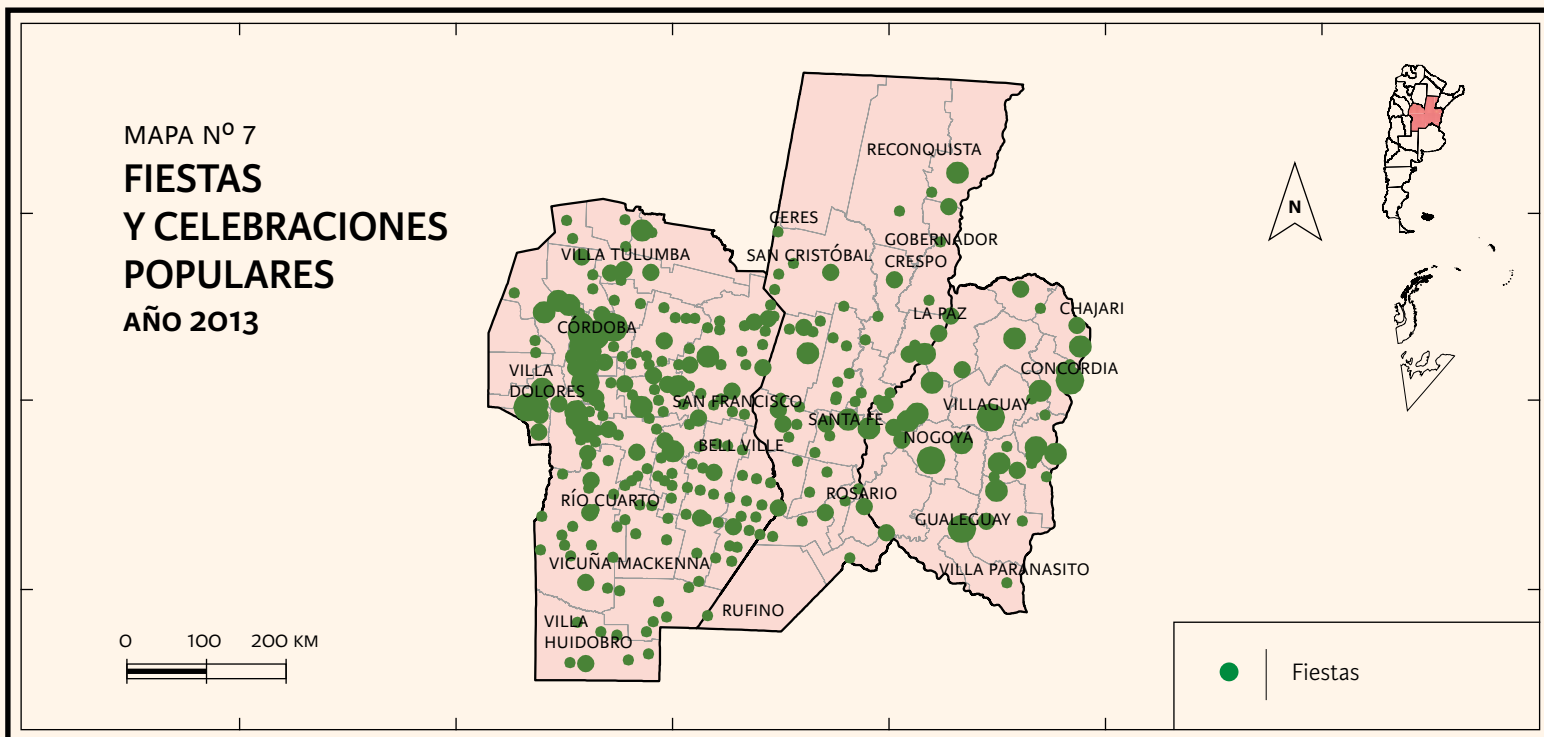 MAPA Nº 7
FIESTAS
Y CELEBRACIONES
POPULARES
AÑO 2013
RECONQUISTA
CERES
GOBERNADOR
CRESPO
SAN CRISTÓBAL
VILLA TULUMBA
CHAJARI
LA PAZ
CÓRDOBA
CONCORDIA
VILLA
DOLORES
SAN FRANCISCO
VILLAGUAY
SANTA FE
NOGOYÁ
BELL VILLE
RÍO CUARTO
ROSARIO
GUALEGUAY
VICUÑA MACKENNA
VILLA PARANASITO
RUFINO
VILLA
HUIDOBRO
N
0 100 200 KM
Fiestas